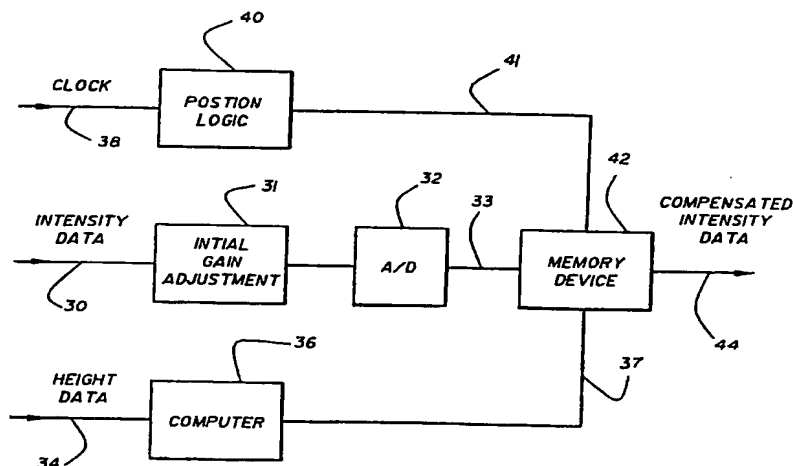 40
CLOCK
POSTION
LOGIC
41
38
42
31
32
33
COMPENSATED
INTENSITY
DATA
INTENSITY
DATA
INTIAL
GAIN
ADJUSTMENT
A/D
MEMORY
DEVICE
30
44
36
37
HEIGHT
DATA
COMPUTER
34